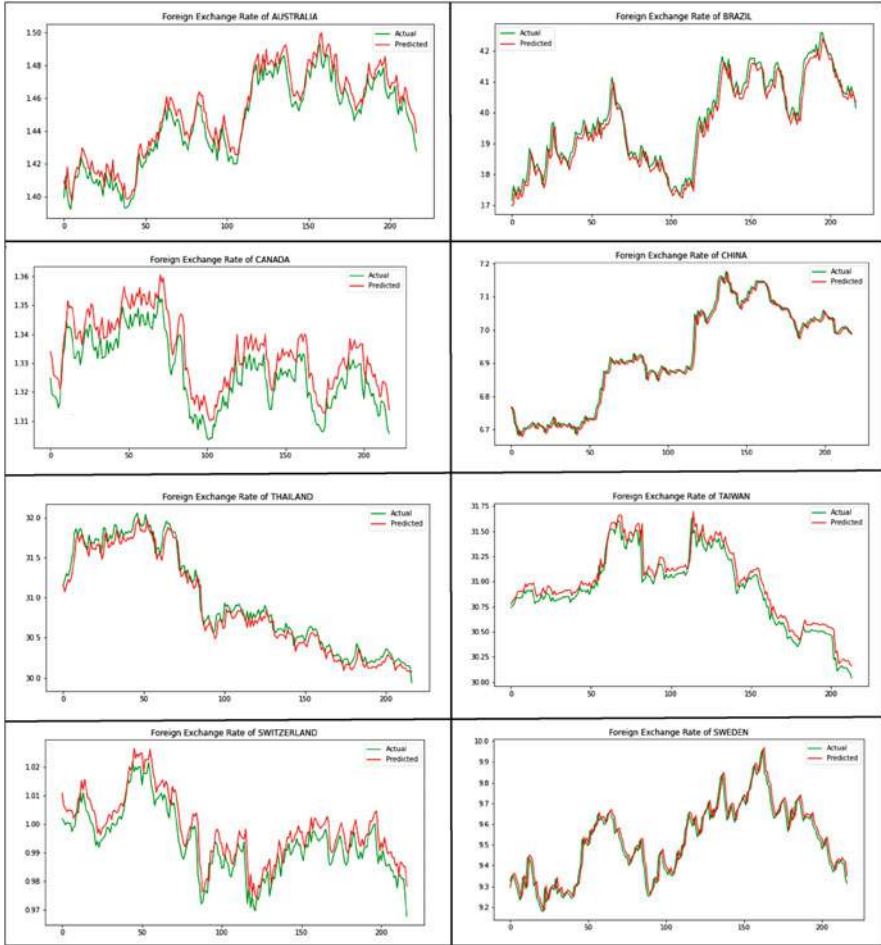 Foreign Exchange Rate of AUSTRALIA
Actual
Predicted
1.50
1.48
1.46
1.44
1.42
1.40
0 50 100 150 200
Foreign Exchange Rate of BRAZIL
Actual
Predicted
4.2
4.1
4.0
3.9
3.8
3.7
0 50 100 150 200
Foreign Exchange Rate of CANADA
Actual
Predicted
1.36
1.35
1.34
1.33
1.32
1.31
0 50 100 150 200
Foreign Exchange Rate of CHINA
Actual
Predicted
7.2
7.1
7.0
6.9
6.8
6.7
0 50 100 150 200
Foreign Exchange Rate of THAILAND
Actual
Predicted
32.0
31.5
31.0
30.5
30.0
0 50 100 150 200
Foreign Exchange Rate of TAIWAN
Actual
Predicted
31.75
31.50
31.25
31.00
30.75
30.50
30.25
30.00
0 50 100 150 200
Foreign Exchange Rate of SWITZERLAND
Actual
Predicted
1.02
1.01
1.00
0.99
0.98
0.97
0 50 100 150 200
Foreign Exchange Rate of SWEDEN
Actual
Predicted
10.0
9.9
9.8
9.7
9.6
9.5
9.4
9.3
9.2
0 50 100 150 200